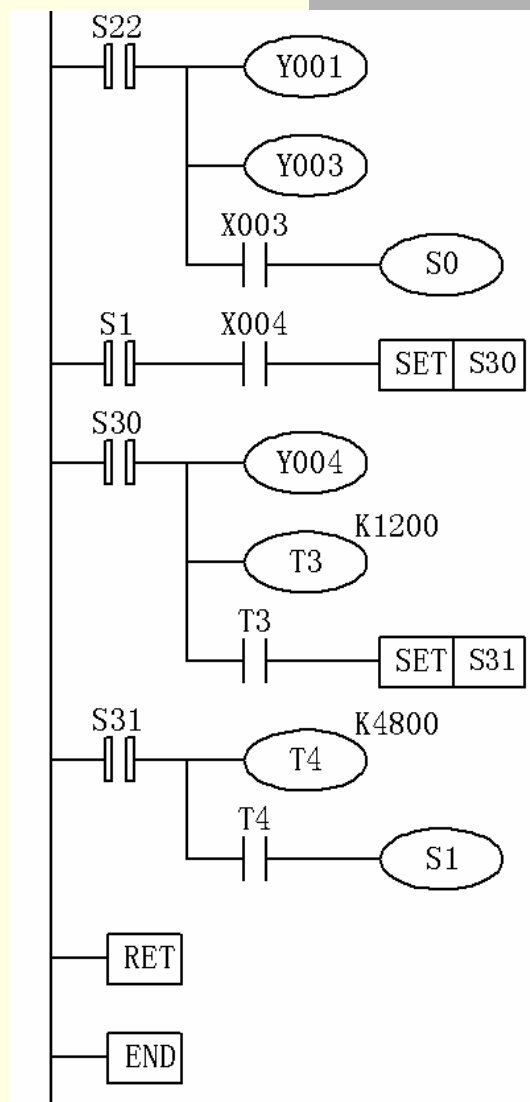 S22
Y001
Y003
X003
S0
S1 X004
SET S30
S30
Y004
K1200
T3
T3
SET S31
S31
K4800
T4
T4
S1
RET
END